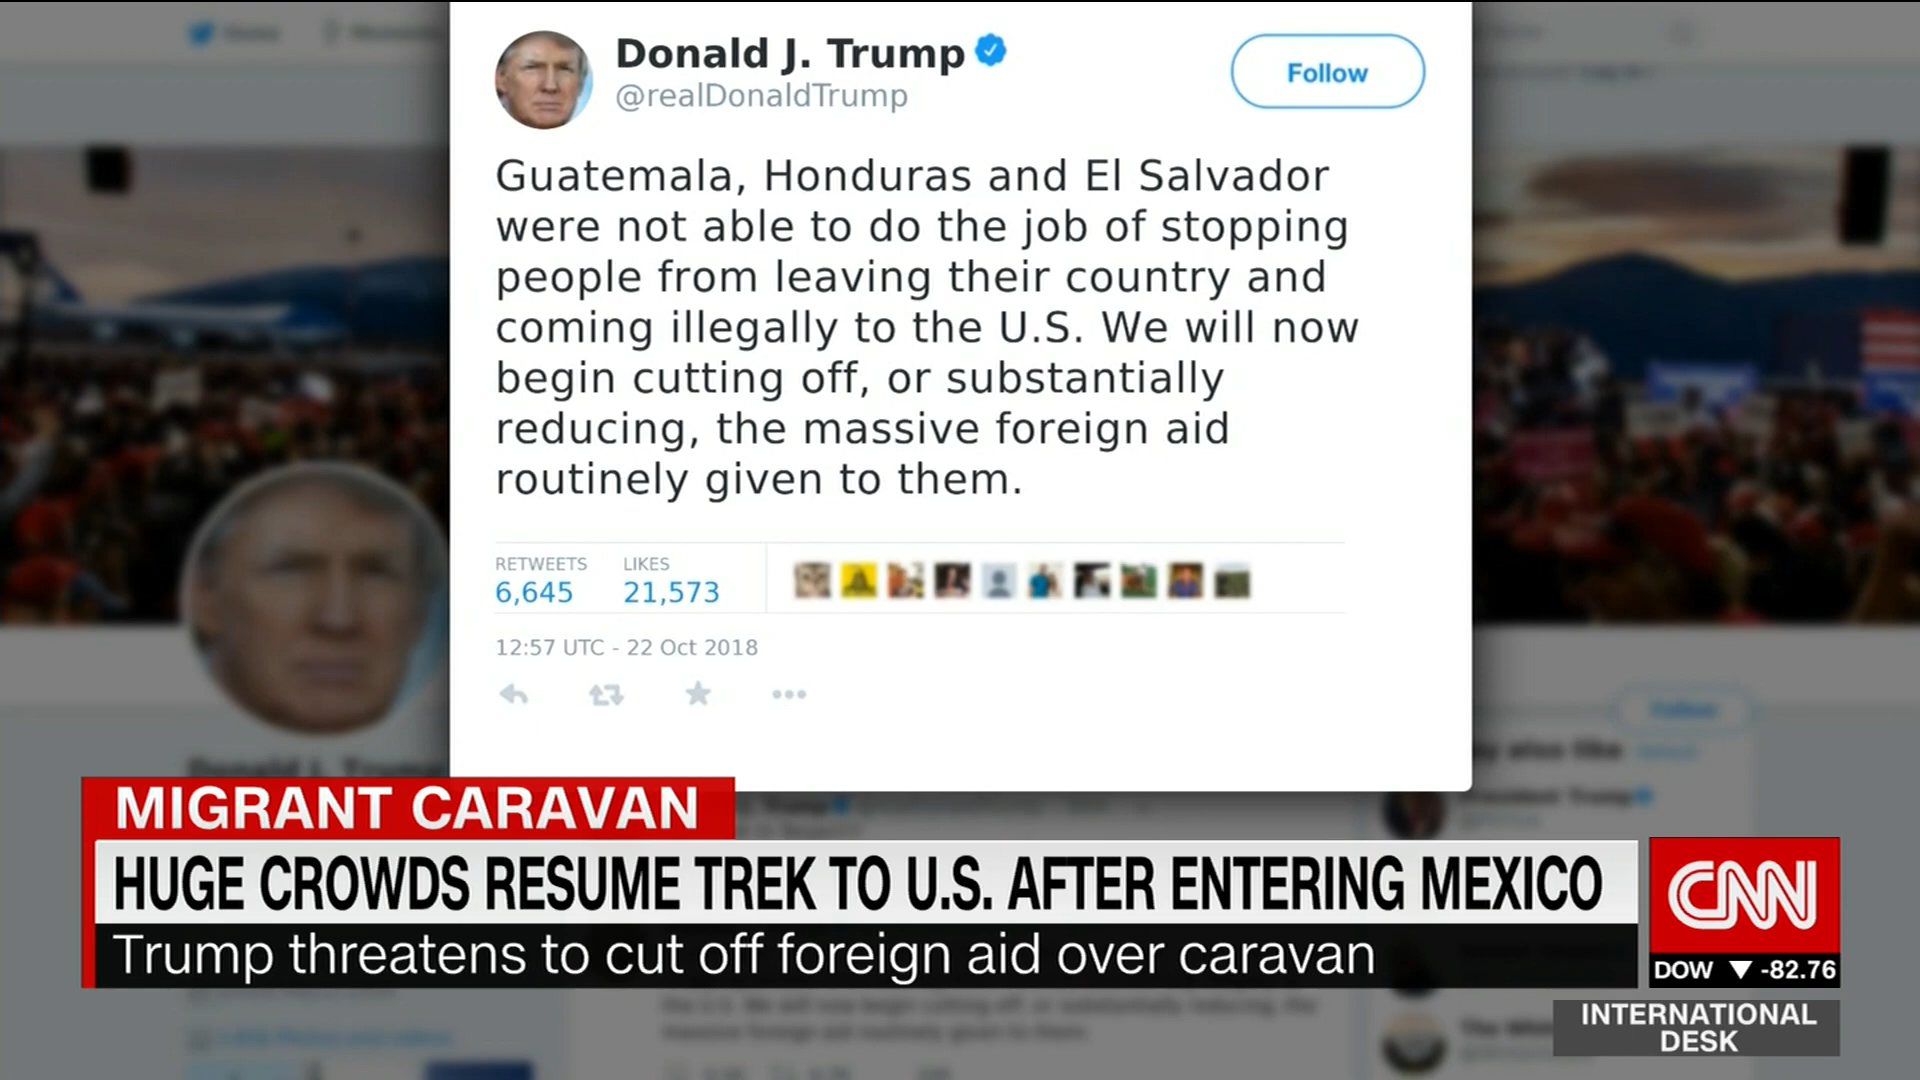 Donald J. Trump
@realDonaldTrump
Follow
Guatemala, Honduras and El Salvador
were not able to do the job of stopping
people from leaving their country and
coming illegally to the U.S. We will now
begin cutting off, or substantially
reducing, the massive foreign aid
routinely given to them.
RETWEETS LIKES
6,645 21,573
12:57 UTC - 22 Oct 2018
MIGRANT CARAVAN
HUGE CROWDS RESUME TREK TO U.S. AFTER ENTERING MEXICO
Trump threatens to cut off foreign aid over caravan
CNN
DOW ▼ -82.76
INTERNATIONAL
DESK